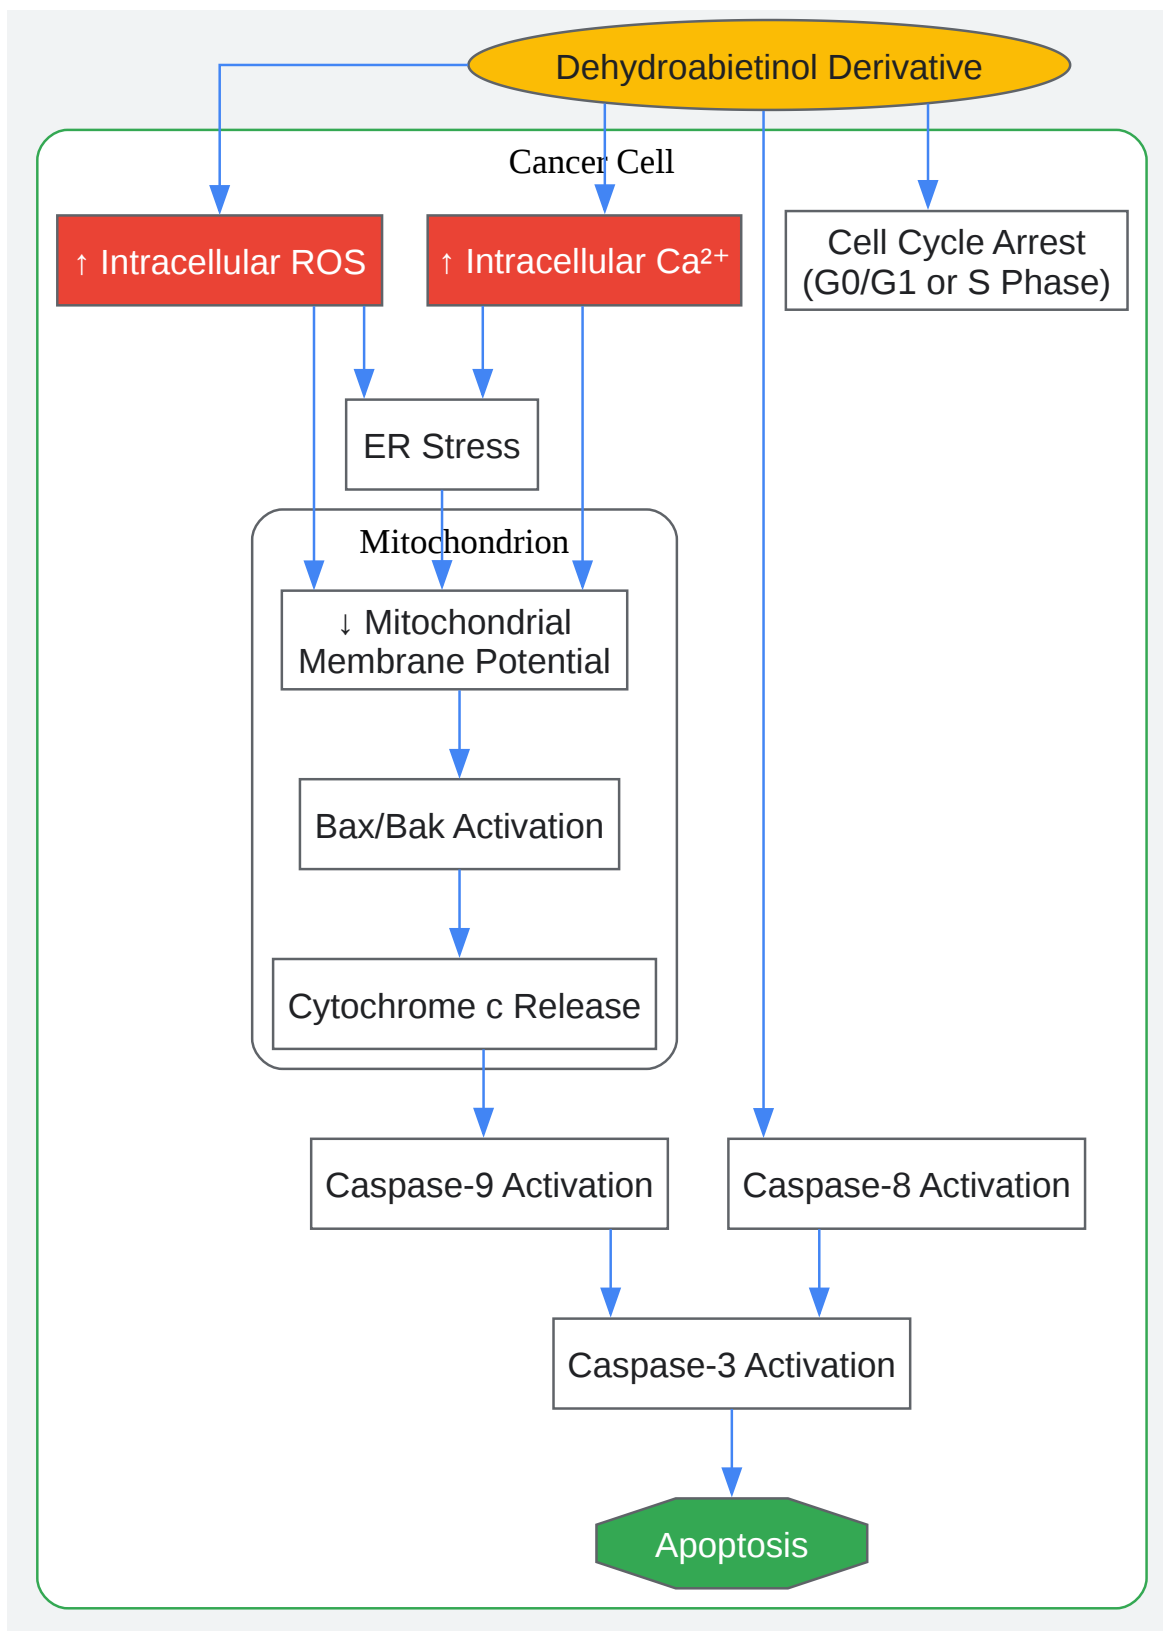 Dehydroabietinol Derivative
Cancer Cell
↑ Intracellular ROS
↑ Intracellular Ca²⁺
Cell Cycle Arrest
(G0/G1 or S Phase)
ER Stress
Mitochondrion
↓ Mitochondrial
Membrane Potential
Bax/Bak Activation
Cytochrome c Release
Caspase-9 Activation
Caspase-8 Activation
Caspase-3 Activation
Apoptosis